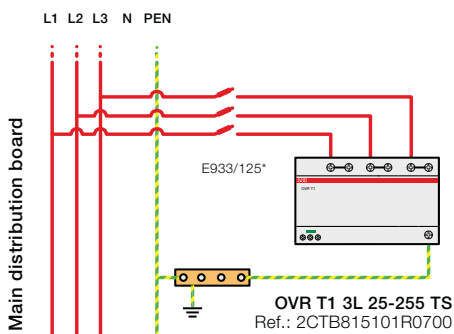 L1 L2 L3 N PEN
Main distribution board
E933/125*
ABB
OVR T1
OVR T1 3L 25-255 TS
Ref.: 2CTB815101R0700